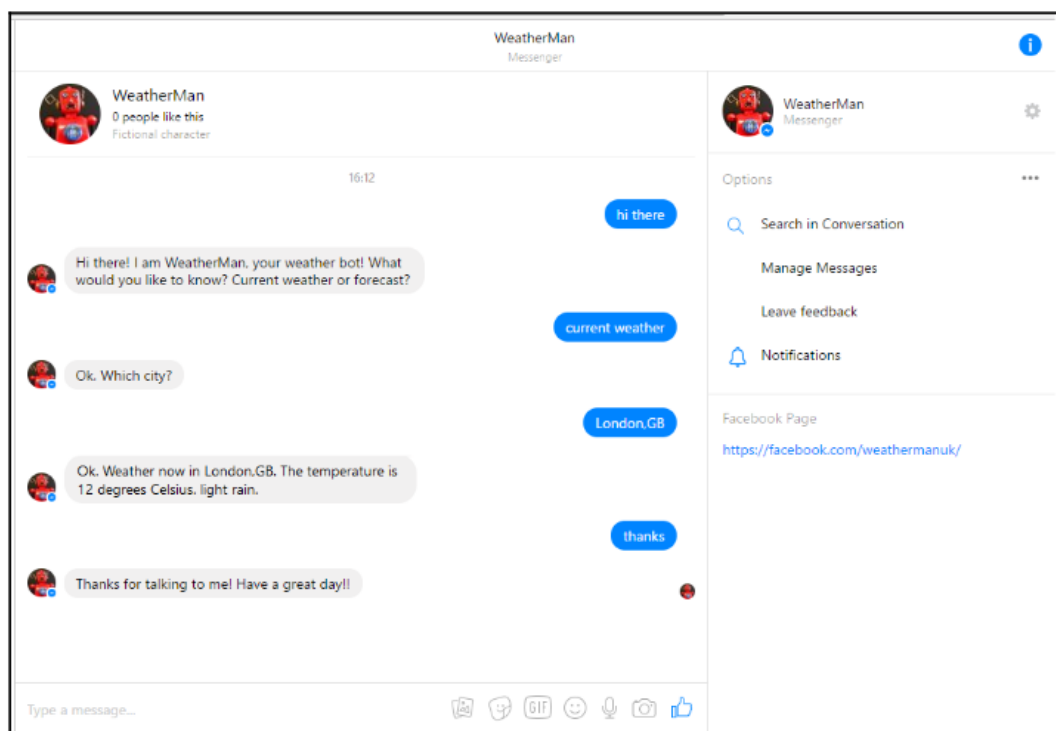 WeatherMan
Messenger
WeatherMan
0 people like this
Fictional character
16:12
hi there
Hi there! I am WeatherMan, your weather bot! What
would you like to know? Current weather or forecast?
current weather
Ok. Which city?
London,GB
Ok. Weather now in London,GB. The temperature is
12 degrees Celsius. light rain.
thanks
Thanks for talking to me! Have a great day!!
Type a message...
GIF
WeatherMan
Messenger
Options
Search in Conversation
Manage Messages
Leave feedback
Notifications
Facebook Page
https://facebook.com/weathermanuk/